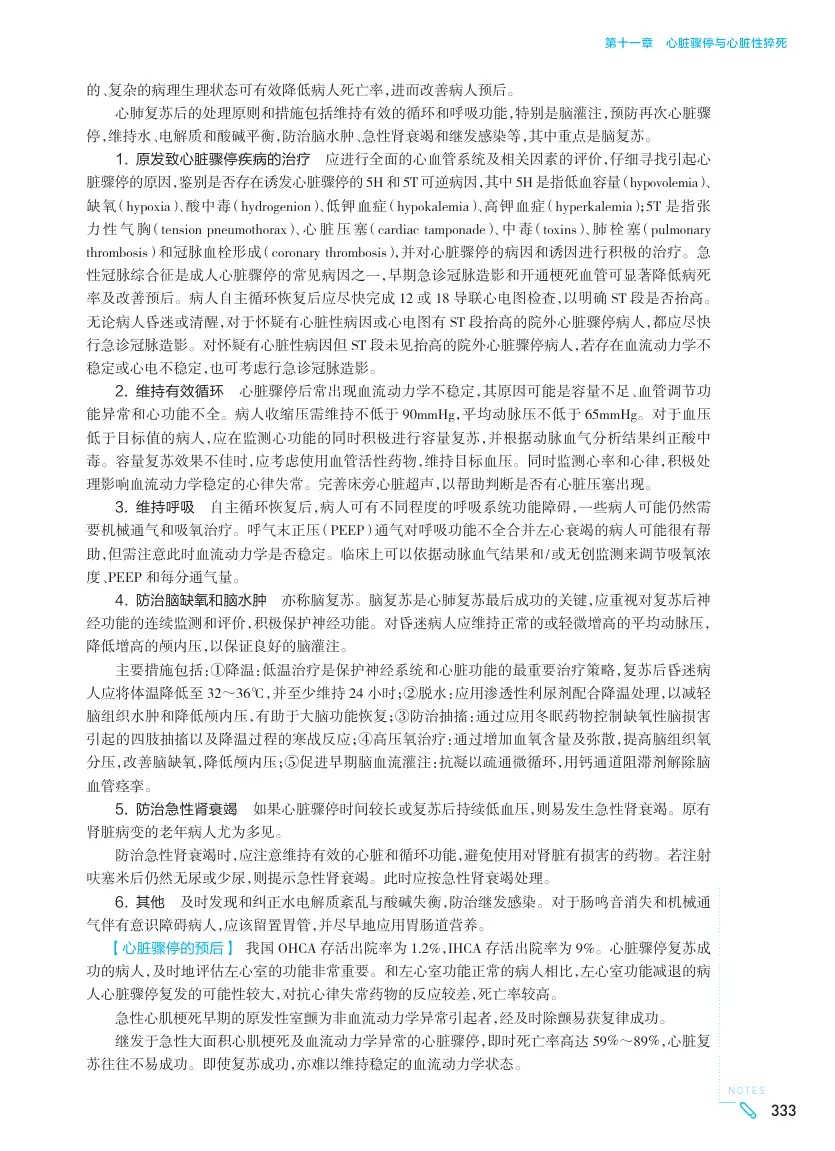 第十一章 心脏骤停与心脏性猝死
的、复杂的病理生理状态可有效降低病人死亡率,进而改善病人预后。
心肺复苏后的处理原则和措施包括维持有效的循环和呼吸功能,特别是脑灌注,预防再次心脏骤
停,维持水、电解质和酸碱平衡,防治脑水肿、急性肾衰竭和继发感染等,其中重点是脑复苏。
1. 原发致心脏骤停疾病的治疗 应进行全面的心血管系统及相关因素的评价,仔细寻找引起心
脏骤停的原因,鉴别是否存在诱发心脏骤停的 5H 和 5T 可逆病因,其中 5H 是指低血容量(hypovolemia)、
缺氧(hypoxia)、酸中毒(hydrogenion)、低钾血症(hypokalemia)、高钾血症(hyperkalemia);5T 是指张
力性气胸(tension pneumothorax)、心脏压塞(cardiac tamponade)、中毒(toxins)、肺栓塞(pulmonary
thrombosis)和冠脉血栓形成(coronary thrombosis),并对心脏骤停的病因和诱因进行积极的治疗。急
性冠脉综合征是成人心脏骤停的常见病因之一,早期急诊冠脉造影和开通梗死血管可显著降低病死
率及改善预后。病人自主循环恢复后应尽快完成 12 或 18 导联心电图检查,以明确 ST 段是否抬高。
无论病人昏迷或清醒,对于怀疑有心脏性病因或心电图有 ST 段抬高的院外心脏骤停病人,都应尽快
行急诊冠脉造影。对怀疑有心脏性病因但 ST 段未见抬高的院外心脏骤停病人,若存在血流动力学不
稳定或心电不稳定,也可考虑行急诊冠脉造影。
2. 维持有效循环 心脏骤停后常出现血流动力学不稳定,其原因可能是容量不足、血管调节功
能异常和心功能不全。病人收缩压需维持不低于 90mmHg,平均动脉压不低于 65mmHg。对于血压
低于目标值的病人,应在监测心功能的同时积极进行容量复苏,并根据动脉血气分析结果纠正酸中
毒。容量复苏效果不佳时,应考虑使用血管活性药物,维持目标血压。同时监测心率和心律,积极处
理影响血流动力学稳定的心律失常。完善床旁心脏超声,以帮助判断是否有心脏压塞出现。
3. 维持呼吸 自主循环恢复后,病人可有不同程度的呼吸系统功能障碍,一些病人可能仍然需
要机械通气和吸氧治疗。呼气末正压(PEEP)通气对呼吸功能不全合并左心衰竭的病人可能很有帮
助,但需注意此时血流动力学是否稳定。临床上可以依据动脉血气结果和/或无创监测来调节吸氧浓
度、PEEP 和每分通气量。
4. 防治脑缺氧和脑水肿 亦称脑复苏。脑复苏是心肺复苏最后成功的关键,应重视对复苏后神
经功能的连续监测和评价,积极保护神经功能。对昏迷病人应维持正常的或轻微增高的平均动脉压,
降低增高的颅内压,以保证良好的脑灌注。
主要措施包括:①降温:低温治疗是保护神经系统和心脏功能的最重要治疗策略,复苏后昏迷病
人应将体温降低至 32~36℃,并至少维持 24 小时;②脱水:应用渗透性利尿剂配合降温处理,以减轻
脑组织水肿和降低颅内压,有助于大脑功能恢复;③防治抽搐:通过应用冬眠药物控制缺氧性脑损害
引起的四肢抽搐以及降温过程的寒战反应;④高压氧治疗:通过增加血氧含量及弥散,提高脑组织氧
分压,改善脑缺氧,降低颅内压;⑤促进早期脑血流灌注:抗凝以疏通微循环,用钙通道阻滞剂解除脑
血管痉挛。
5. 防治急性肾衰竭 如果心脏骤停时间较长或复苏后持续低血压,则易发生急性肾衰竭。原有
肾脏病变的老年病人尤为多见。
防治急性肾衰竭时,应注意维持有效的心脏和循环功能,避免使用对肾脏有损害的药物。若注射
呋塞米后仍然无尿或少尿,则提示急性肾衰竭。此时应按急性肾衰竭处理。
6. 其他 及时发现和纠正水电解质紊乱与酸碱失衡,防治继发感染。对于肠鸣音消失和机械通
气伴有意识障碍病人,应该留置胃管,并尽早地应用胃肠道营养。
【心脏骤停的预后】 我国 OHCA 存活出院率为 1.2%,IHCA 存活出院率为 9%。心脏骤停复苏成
功的病人,及时地评估左心室的功能非常重要。和左心室功能正常的病人相比,左心室功能减退的病
人心脏骤停复发的可能性较大,对抗心律失常药物的反应较差,死亡率较高。
急性心肌梗死早期的原发性室颤为非血流动力学异常引起者,经及时除颤易获复律成功。
继发于急性大面积心肌梗死及血流动力学异常的心脏骤停,即时死亡率高达 59%~89%,心脏复
苏往往不易成功。即使复苏成功,亦难以维持稳定的血流动力学状态。
NOTES
333